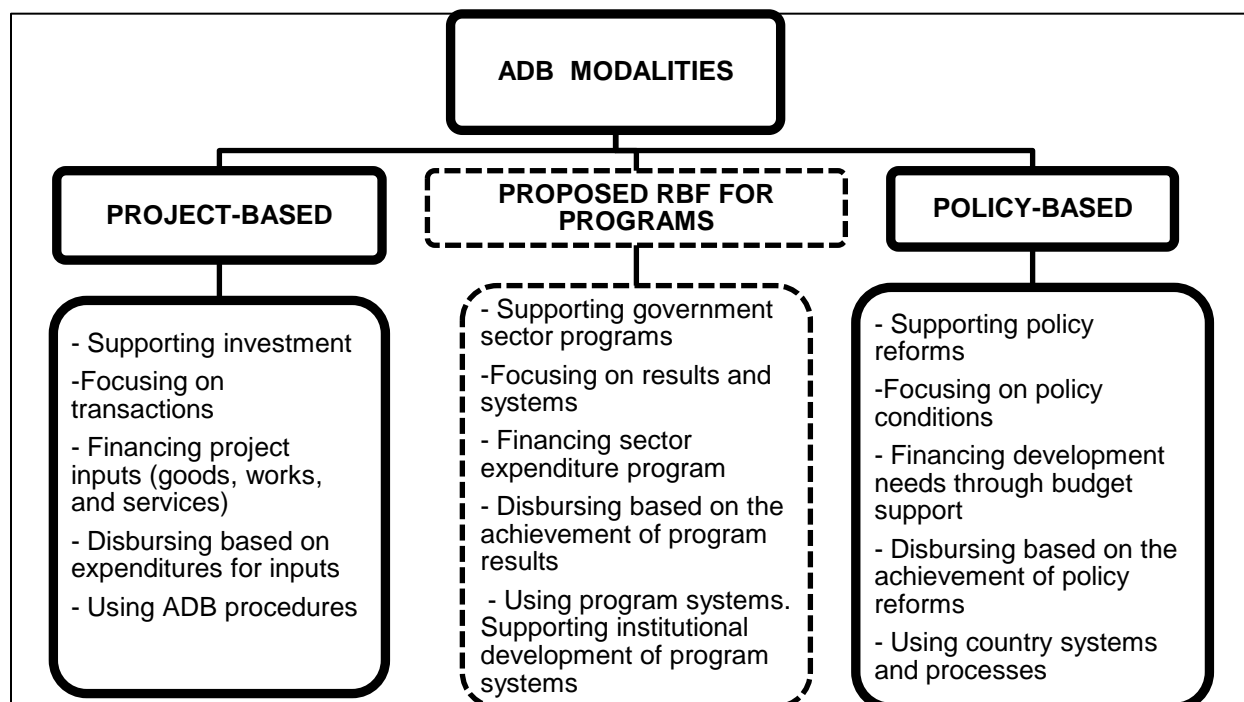 ADB MODALITIES
PROJECT-BASED
- Supporting investment
-Focusing on
transactions
- Financing project
inputs (goods, works,
and services)
- Disbursing based on
expenditures for inputs
- Using ADB procedures
PROPOSED RBF FOR
PROGRAMS
- Supporting government
sector programs
-Focusing on results and
systems
- Financing sector
expenditure program
- Disbursing based on the
achievement of program
results
- Using program systems.
Supporting institutional
development of program
systems
POLICY-BASED
- Supporting policy
reforms
-Focusing on policy
conditions
- Financing development
needs through budget
support
- Disbursing based on the
achievement of policy
reforms
- Using country systems
and processes